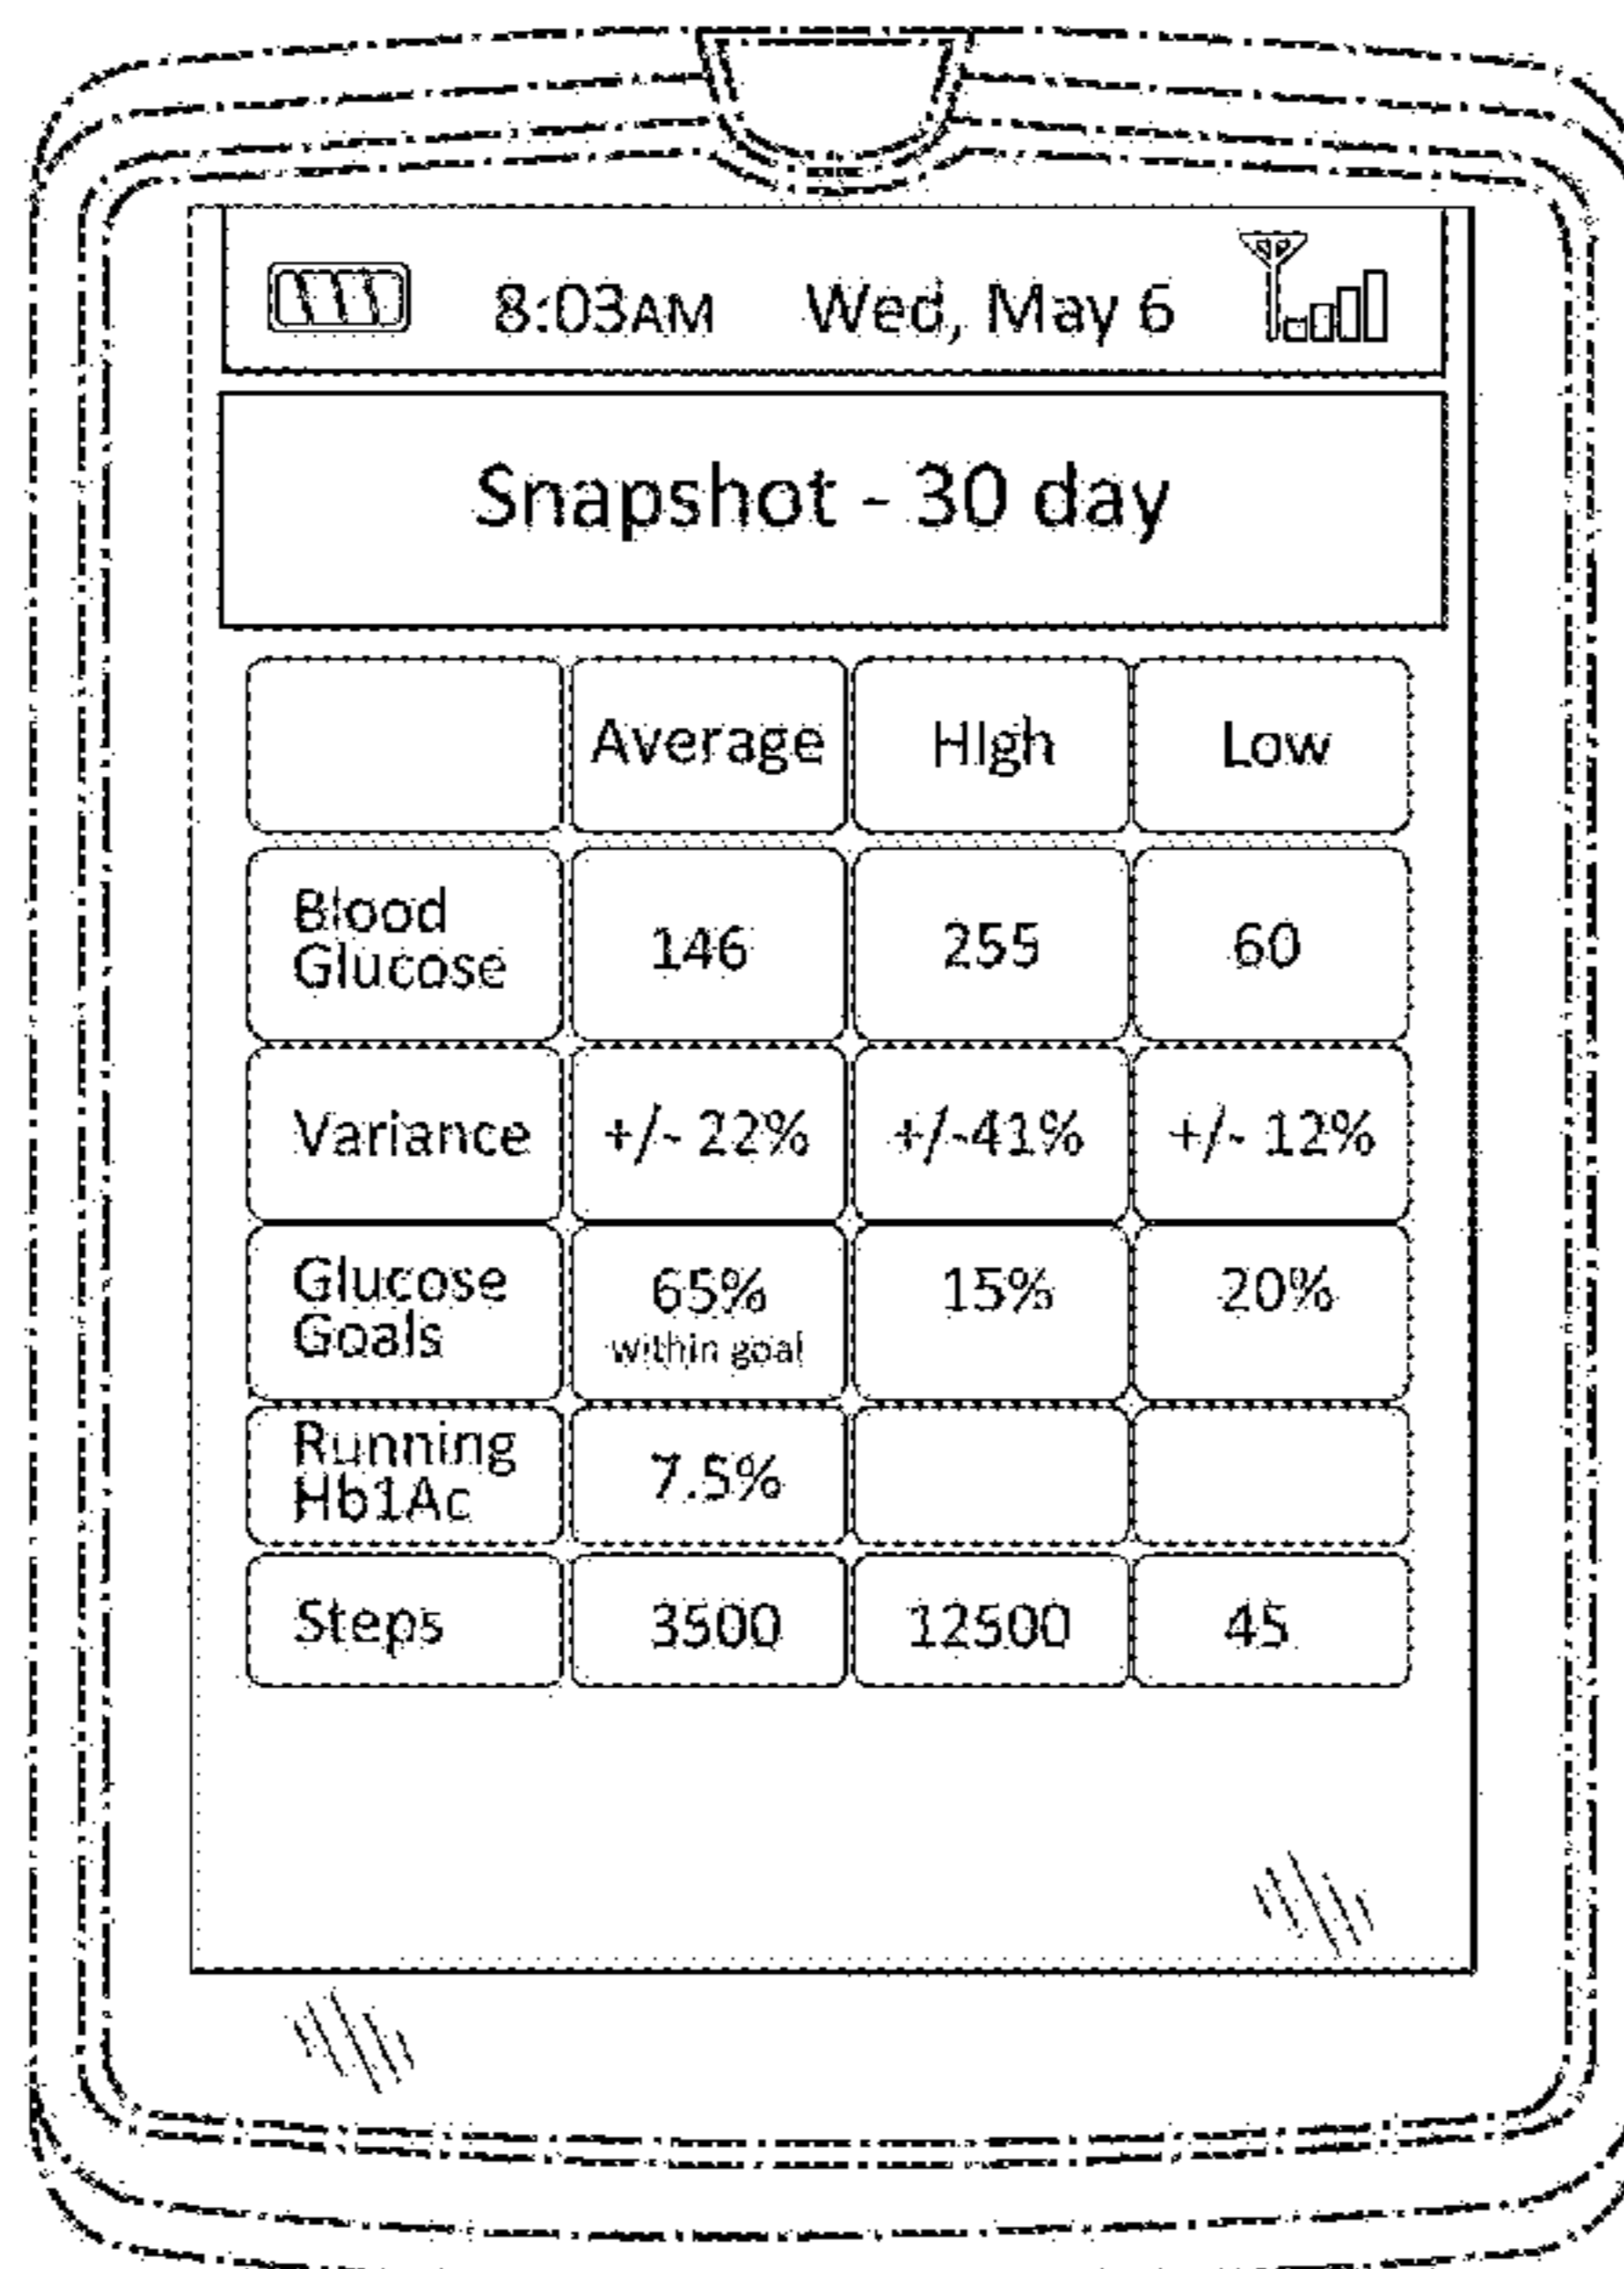 8:03AM Wed, May 6
Snapshot - 30 day
Average HIgh Low
Blood
Glucose 146 255 60
Variance +/- 22% +/-41% +/- 12%
Glucose
Goals 65% 15% 20%
within goal
Running
Hb1Ac 7.5%
Steps 3500 12500 45